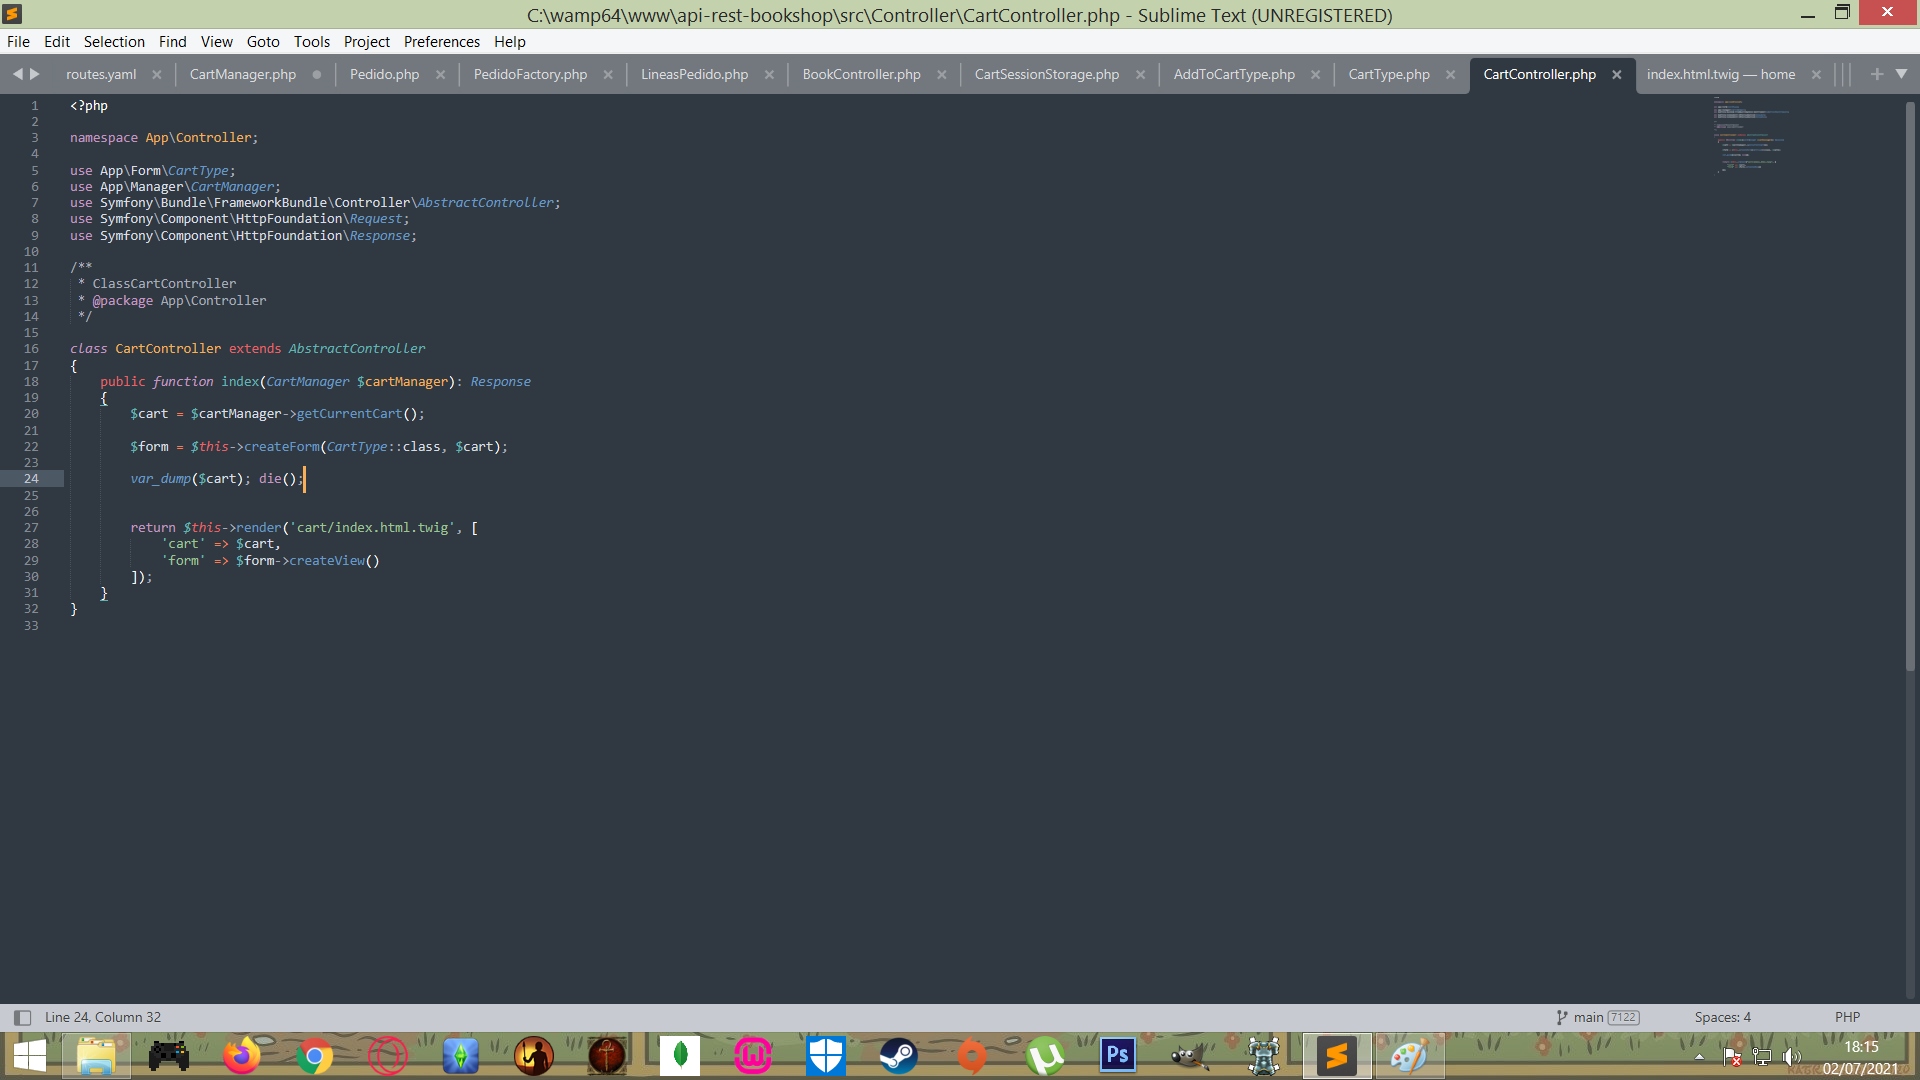 C:\wamp64\www\api-rest-bookshop\src\Controller\CartController.php - Sublime Text (UNREGISTERED)
File Edit Selection Find View Goto Tools Project Preferences Help
routes.yaml CartManager.php Pedido.php PedidoFactory.php LineasPedido.php BookController.php CartSessionStorage.php AddToCartType.php CartType.php CartController.php index.html.twig — home
1 <?php
2
3 namespace App\Controller;
4
5 use App\Form\CartType;
6 use App\Manager\CartManager;
7 use Symfony\Bundle\FrameworkBundle\Controller\AbstractController;
8 use Symfony\Component\HttpFoundation\Request;
9 use Symfony\Component\HttpFoundation\Response;
10
11 /**
12 * ClassCartController
13 * @package App\Controller
14 */
15
16 class CartController extends AbstractController
17 {
18 public function index(CartManager $cartManager): Response
19 {
20 $cart = $cartManager->getCurrentCart();
21
22 $form = $this->createForm(CartType::class, $cart);
23
24 var_dump($cart); die();
25
26
27 return $this->render('cart/index.html.twig', [
28 'cart' => $cart,
29 'form' => $form->createView()
30 ]);
31 }
32 }
33
Line 24, Column 32 main 7122 Spaces: 4 PHP
Ps
18:15
02/07/2021